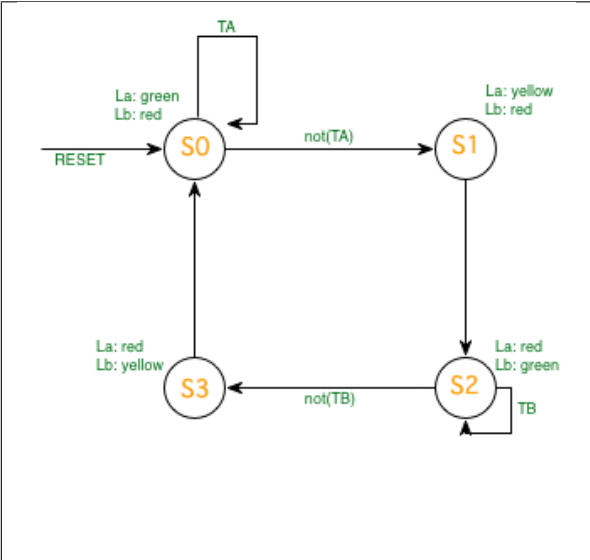 TA
La: green
Lb: red
La: yellow
Lb: red
S0
not(TA)
S1
RESET
La: red
Lb: yellow
La: red
Lb: green
S3
not(TB)
S2
TB